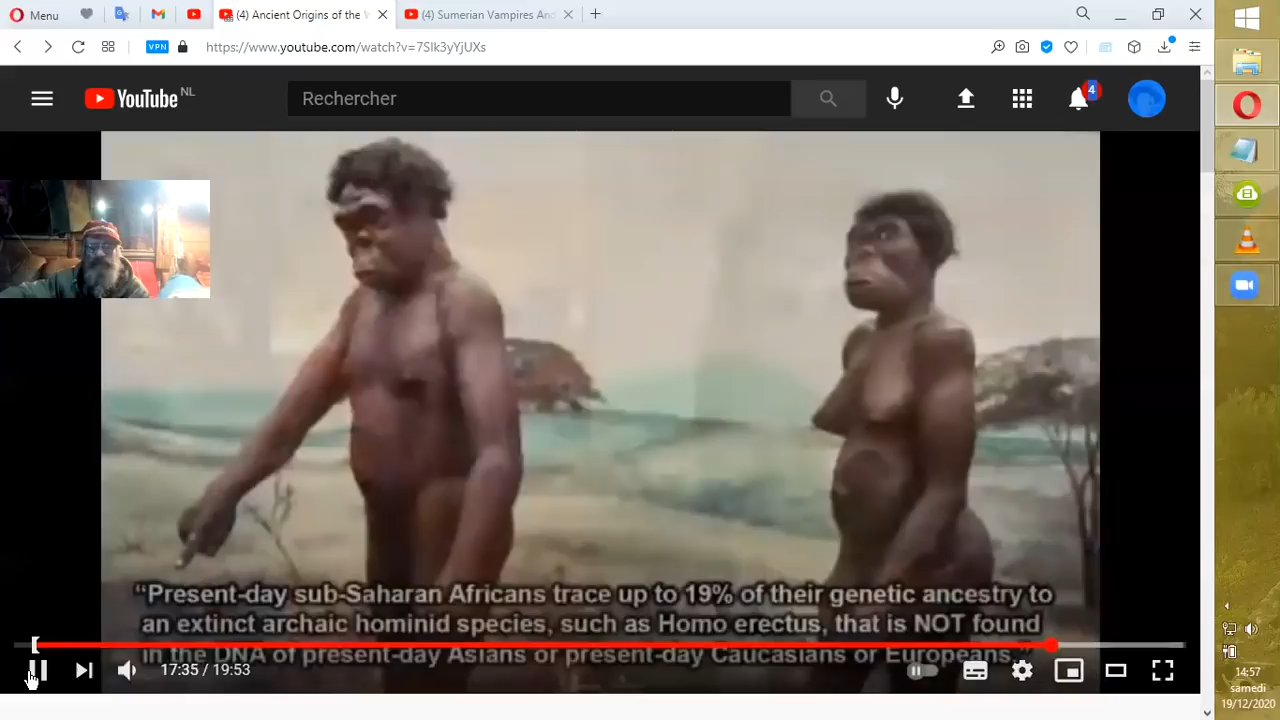 Menu
(4) Ancient Origins of the
(4) Sumerian Vampires And
https://www.youtube.com/watch?v=7SIk3yYJUXs
VPN
YouTube NL
Rechercher
4
“Present-day sub-Saharan Africans trace up to 19% of their genetic ancestry to
an extinct archaic hominid species, such as Homo erectus, that is NOT found
in the DNA of present-day Asians or present-day Caucasians or Europeans.”
17:35 / 19:53
14:57
samedi
19/12/2020